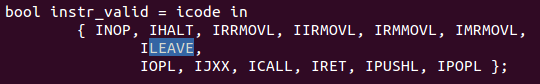 bool instr_valid = icode in
{ INOP, IHALT, IRRMOVL, IIRMOVL, IRMMOVL, IMRMOVL,
ILEAVE,
IOPL, IJXX, ICALL, IRET, IPUSHL, IPOPL };